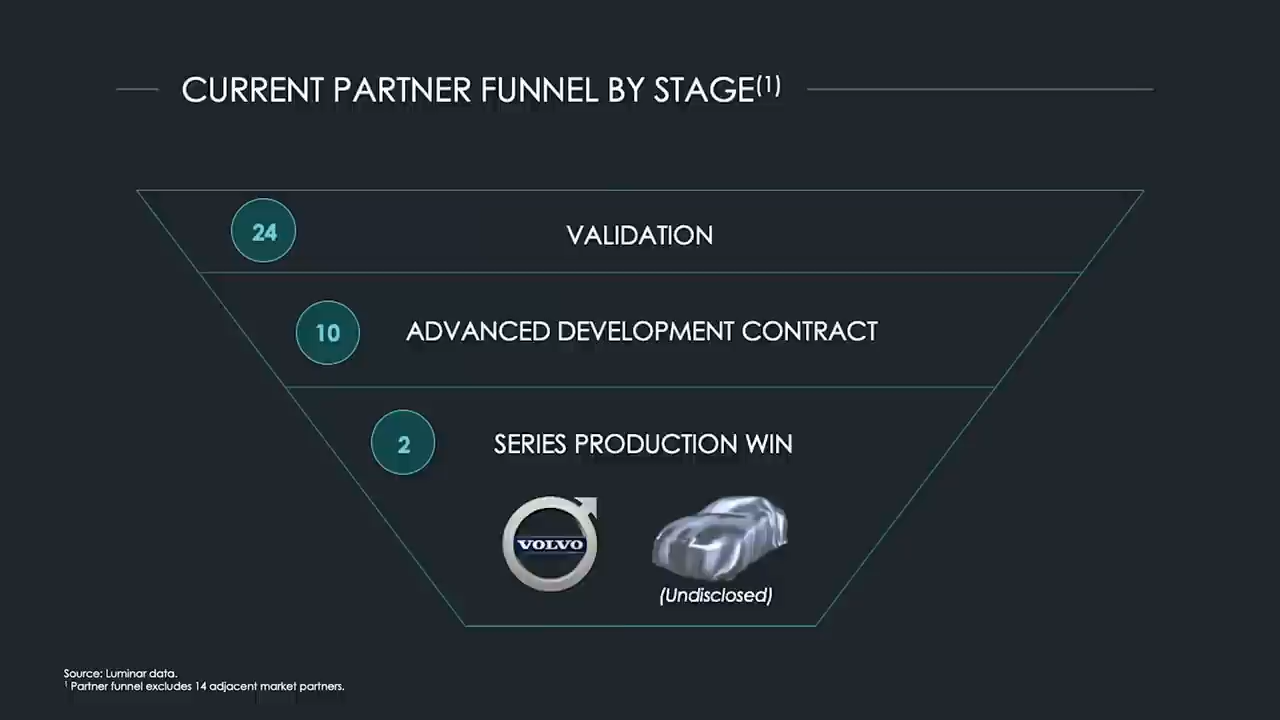 CURRENT PARTNER FUNNEL BY STAGE(1)
24 VALIDATION
10 ADVANCED DEVELOPMENT CONTRACT
2 SERIES PRODUCTION WIN
VOLVO
(Undisclosed)
Source: Luminar data.
1 Partner funnel excludes 14 adjacent market partners.